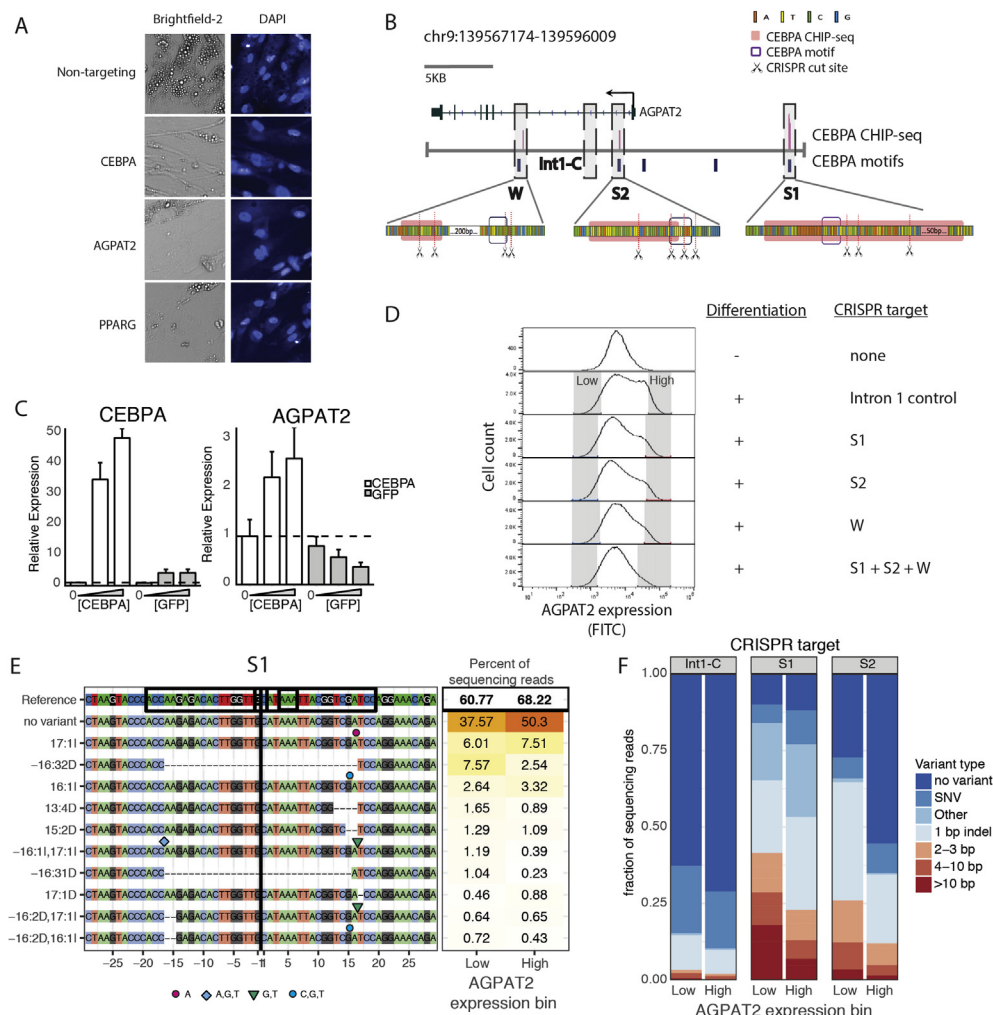 A
Brightfield-2 DAPI
Non-targeting
CEBPA
AGPAT2
PPARG
B
chr9:139567174-139596009
5KB
A T C G
CEBPA CHIP-seq
CEBPA motif
CRISPR cut site
AGPAT2
CEBPA CHIP-seq
CEBPA motifs
Int1-C
W S2 S1
...200bp...
...50bp...
C
CEBPA
Relative Expression
50
40
30
20
10
0
0 [CEBPA] 0 [GFP]
AGPAT2
Relative Expression
3
2
1
0
0 [CEBPA] 0 [GFP]
CEBPA
GFP
D
Differentiation CRISPR target
- none
+ Intron 1 control
+ S1
+ S2
+ W
+ S1 + S2 + W
Low High
Cell count
AGPAT2 expression
(FITC)
E
S1
Percent of
sequencing reads
Reference CTAAGTACCCACCAAGAGACACTTGGTTGCATAAATTACGGTCGATCCAGGAAACAGA 60.77 68.22
no variant CTAAGTACCCACCAAGAGACACTTGGTTGCATAAATTACGGTCGATCCAGGAAACAGA 37.57 50.3
17:1I 6.01 7.51
-16:32D 7.57 2.54
16:1I 2.64 3.32
13:4D 1.65 0.89
15:2D 1.29 1.09
-16:1I,17:1I 1.19 0.39
-16:31D 1.04 0.23
17:1D 0.46 0.88
-16:2D,17:1I 0.64 0.65
-16:2D,16:1I 0.72 0.43
-25 -20 -15 -10 -5 -1 1 5 10 15 20 25
Low High
AGPAT2
expression bin
A A,G,T G,T C,G,T
F
CRISPR target
Int1-C S1 S2
fraction of sequencing reads
1.00
0.75
0.50
0.25
0.00
Low High Low High Low High
AGPAT2 expression bin
Variant type
no variant
SNV
Other
1 bp indel
2-3 bp
4-10 bp
>10 bp